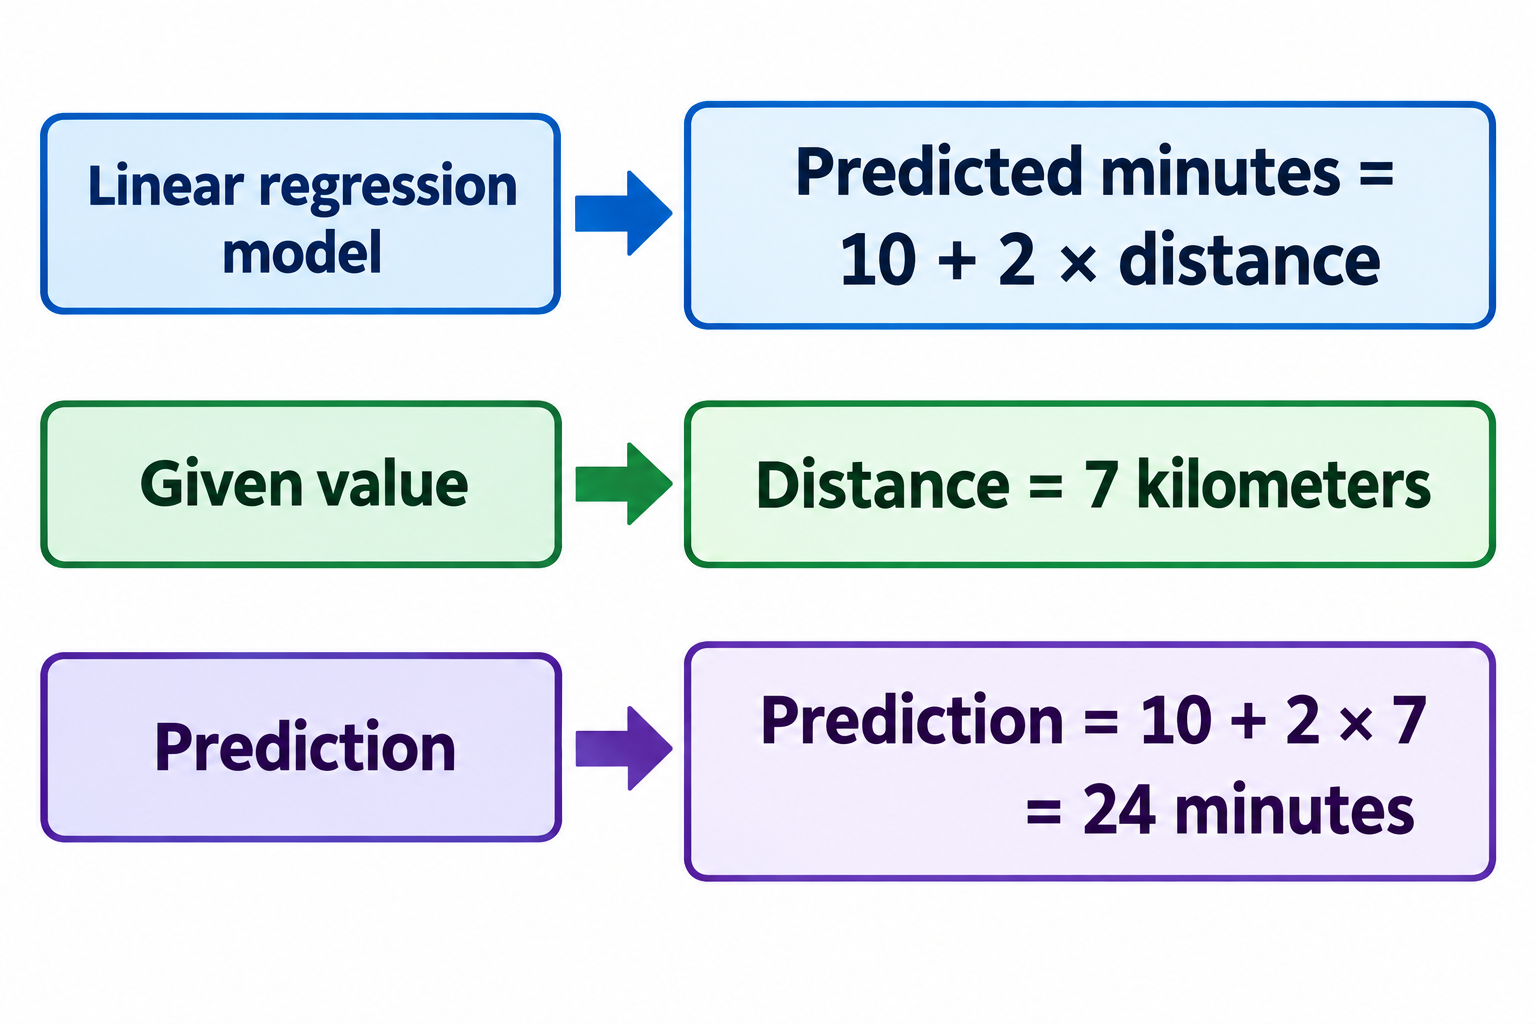 Linear regression
model
Predicted minutes =
10 + 2 × distance
Given value
Distance = 7 kilometers
Prediction
Prediction = 10 + 2 × 7
= 24 minutes